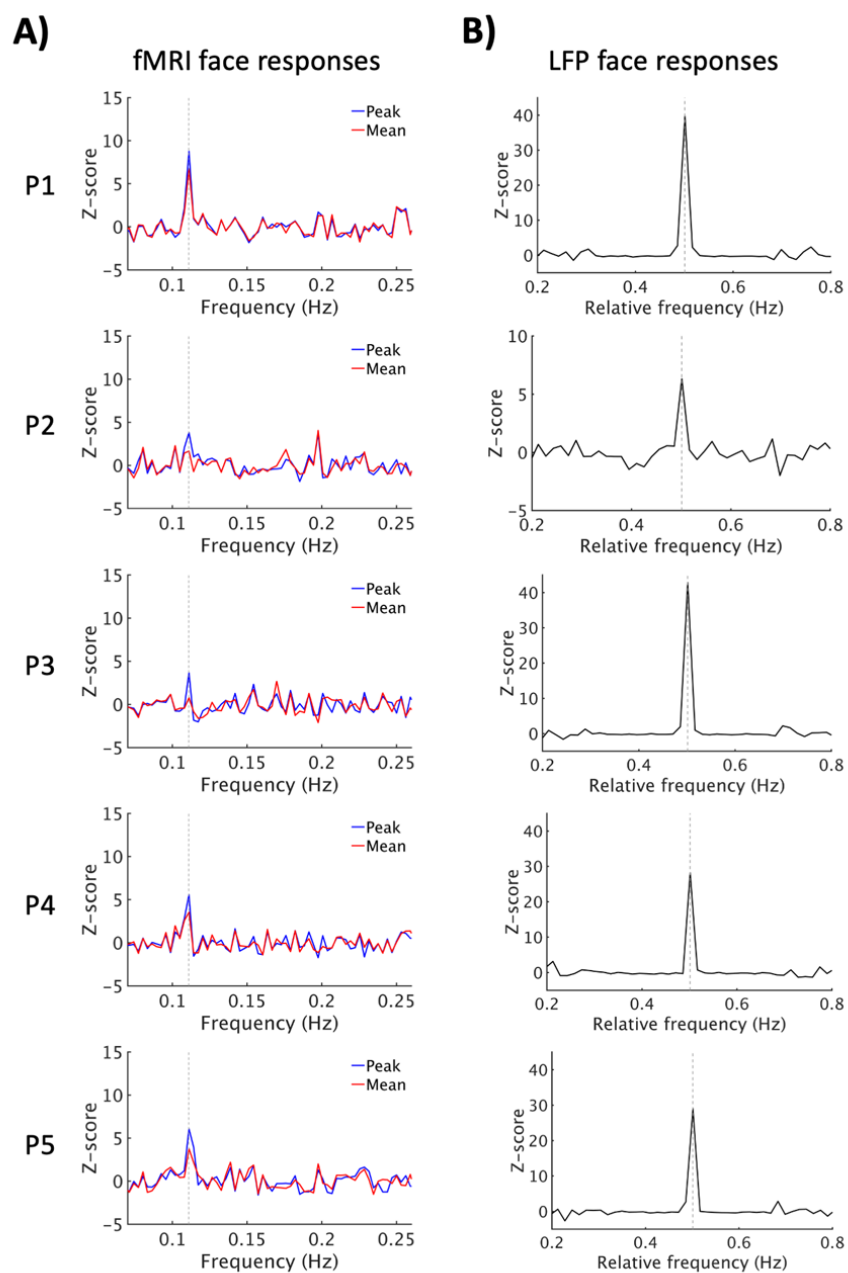 A)
B)
fMRI face responses
LFP face responses
P1
15
10
5
0
−5
Z−score
Peak
Mean
0.1
0.15
0.2
0.25
Frequency (Hz)
40
30
20
10
0
Z−score
0.2
0.4
0.6
0.8
Relative frequency (Hz)
P2
15
10
5
0
−5
Z−score
Peak
Mean
0.1
0.15
0.2
0.25
Frequency (Hz)
10
5
0
−5
Z−score
0.2
0.4
0.6
0.8
Relative frequency (Hz)
P3
15
10
5
0
−5
Z−score
Peak
Mean
0.1
0.15
0.2
0.25
Frequency (Hz)
40
30
20
10
0
Z−score
0.2
0.4
0.6
0.8
Relative frequency (Hz)
P4
15
10
5
0
−5
Z−score
Peak
Mean
0.1
0.15
0.2
0.25
Frequency (Hz)
40
30
20
10
0
Z−score
0.2
0.4
0.6
0.8
Relative frequency (Hz)
P5
15
10
5
0
−5
Z−score
Peak
Mean
0.1
0.15
0.2
0.25
Frequency (Hz)
40
30
20
10
0
Z−score
0.2
0.4
0.6
0.8
Relative frequency (Hz)